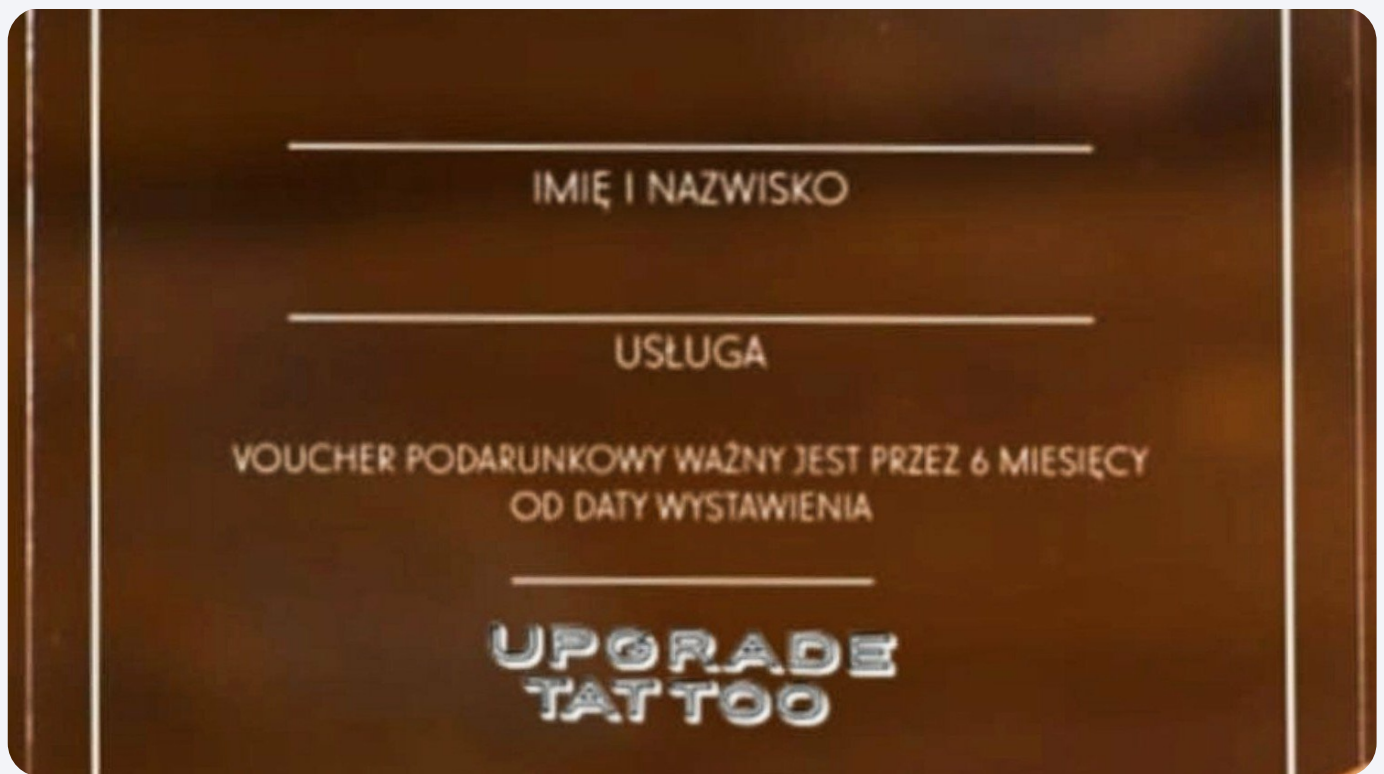 IMIĘ I NAZWISKO
USŁUGA
VOUCHER PODARUNKOWY WAŻNY JEST PRZEZ 6 MIESIĘCY
OD DATY WYSTAWIENIA
UPGRADE
TATTOO